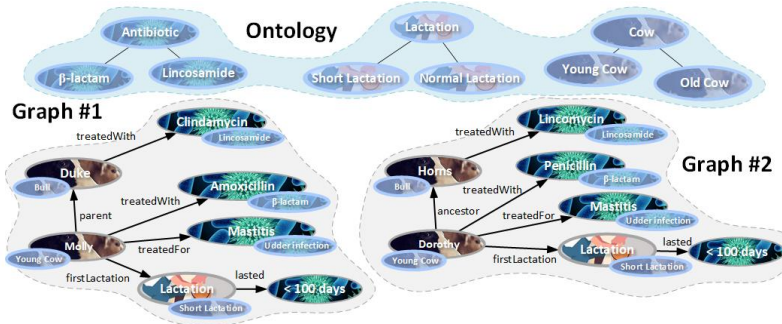 Ontology
Antibiotic
β-lactam
Lincosamide
Lactation
Short Lactation
Normal Lactation
Cow
Young Cow
Old Cow
Graph #1
Clindamycin
Lincosamide
treatedWith
Duke
Bull
parent
treatedWith
Amoxicillin
β-lactam
Molly
Young Cow
treatedFor
Mastitis
Udder infection
firstLactation
Lactation
Short Lactation
lasted
< 100 days
Graph #2
Lincomycin
Lincosamide
treatedWith
Horns
Bull
ancestor
treatedWith
Penicillin
β-lactam
Dorothy
Young Cow
treatedFor
Mastitis
Udder infection
firstLactation
Lactation
Short Lactation
lasted
< 100 days